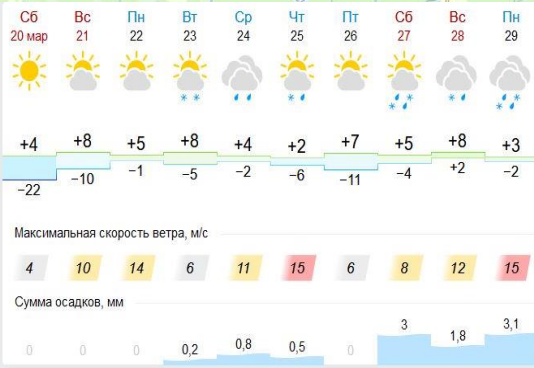 Сб Вс Пн Вт Ср Чт Пт Сб Вс Пн
20 мар 21 22 23 24 25 26 27 28 29
+4 +8 +5 +8 +4 +2 +7 +5 +8 +3
−22 −10 −1 −5 −2 −6 −11 −4 +2 −2
Максимальная скорость ветра, м/с
4 10 14 6 11 15 6 8 12 15
Сумма осадков, мм
0 0 0 0,2 0,8 0,5 0 3 1,8 3,1